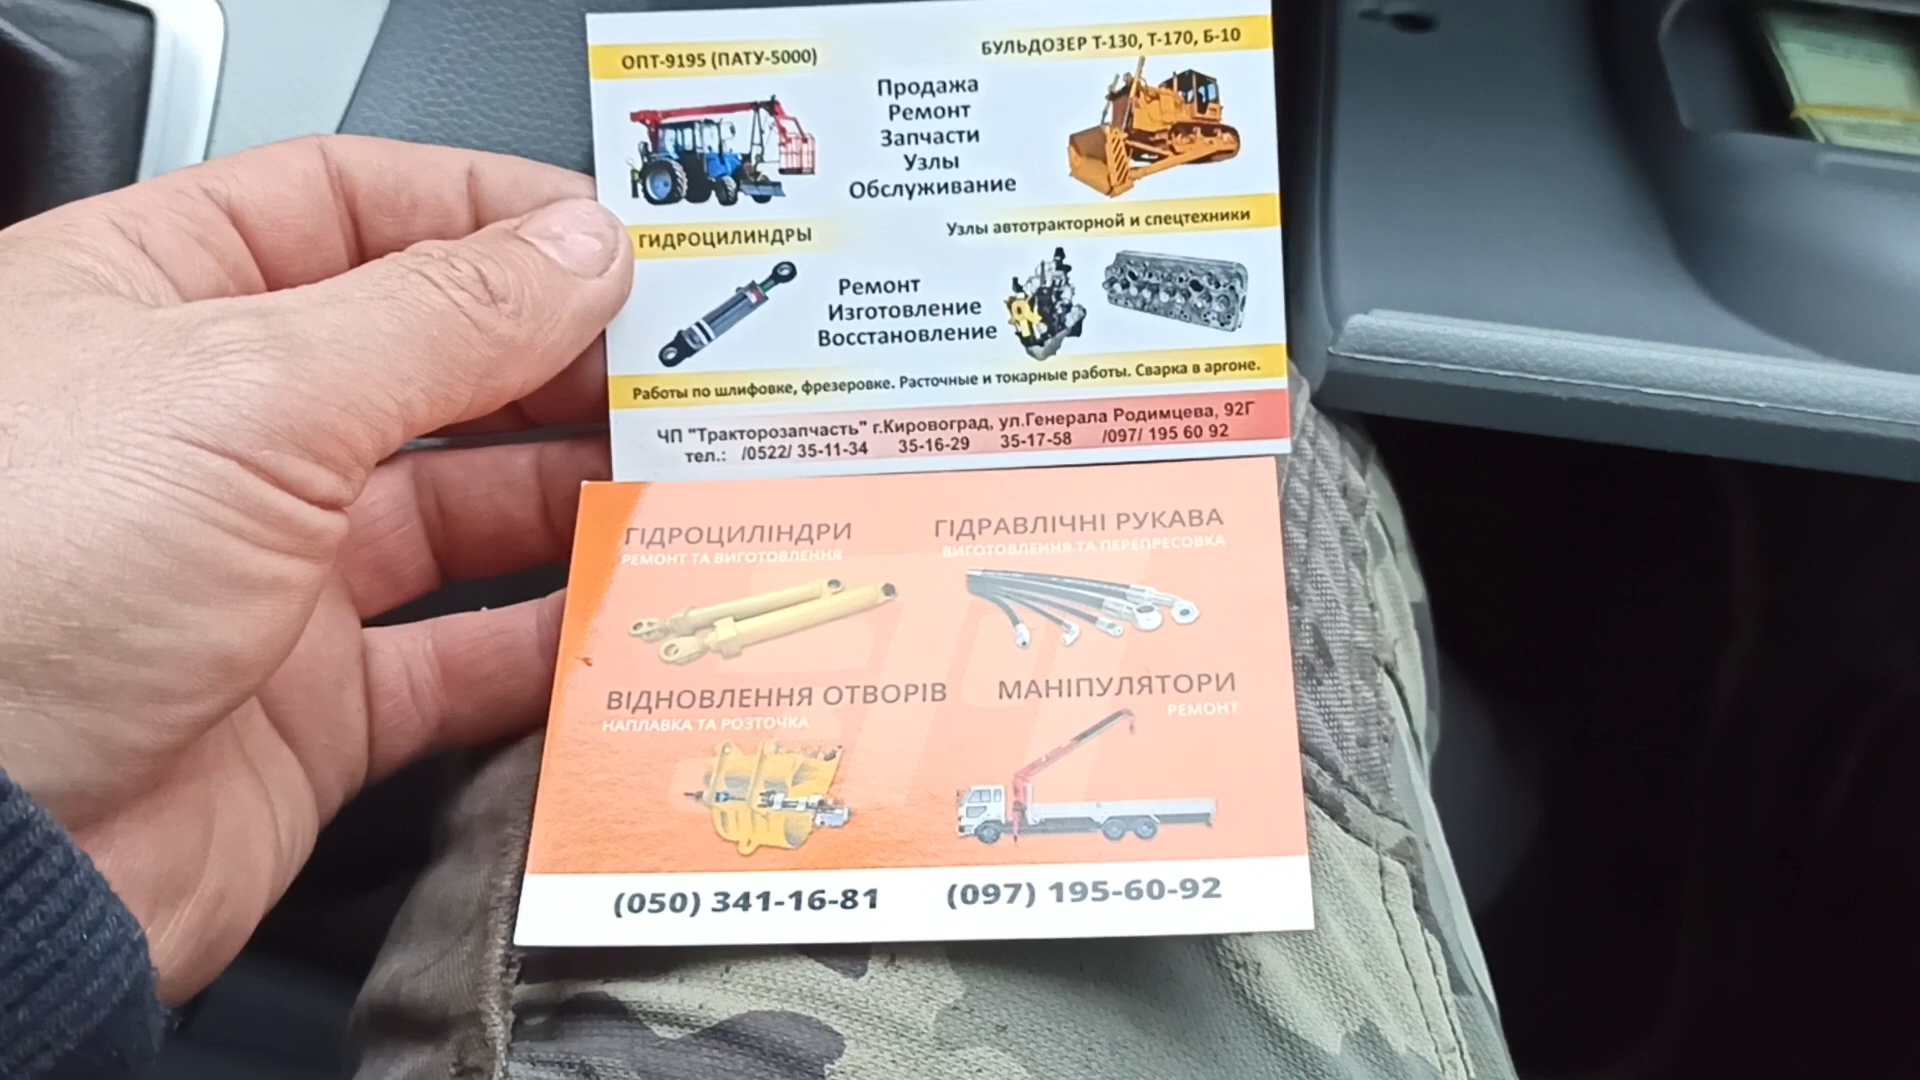 ОПТ-9195 (ПАТУ-5000)
БУЛЬДОЗЕР Т-130, Т-170, Б-10
Продажа
Ремонт
Запчасти
Узлы
Обслуживание
ГИДРОЦИЛИНДРЫ
Узлы автотракторной и спецтехники
Ремонт
Изготовление
Восстановление
Работы по шлифовке, фрезеровке. Расточные и токарные работы. Сварка в аргоне.
ЧП "Тракторозапчасть" г.Кировоград, ул.Генерала Родимцева, 92Г
тел.: /0522/ 35-11-34 35-16-29 35-17-58 /097/ 195 60 92
ГІДРОЦИЛІНДРИ
РЕМОНТ ТА ВИГОТОВЛЕННЯ
ГІДРАВЛІЧНІ РУКАВА
ВИГОТОВЛЕННЯ ТА ПЕРЕПРЕСОВКА
ВІДНОВЛЕННЯ ОТВОРІВ
НАПЛАВКА ТА РОЗТОЧКА
МАНІПУЛЯТОРИ
РЕМОНТ
(050) 341-16-81
(097) 195-60-92